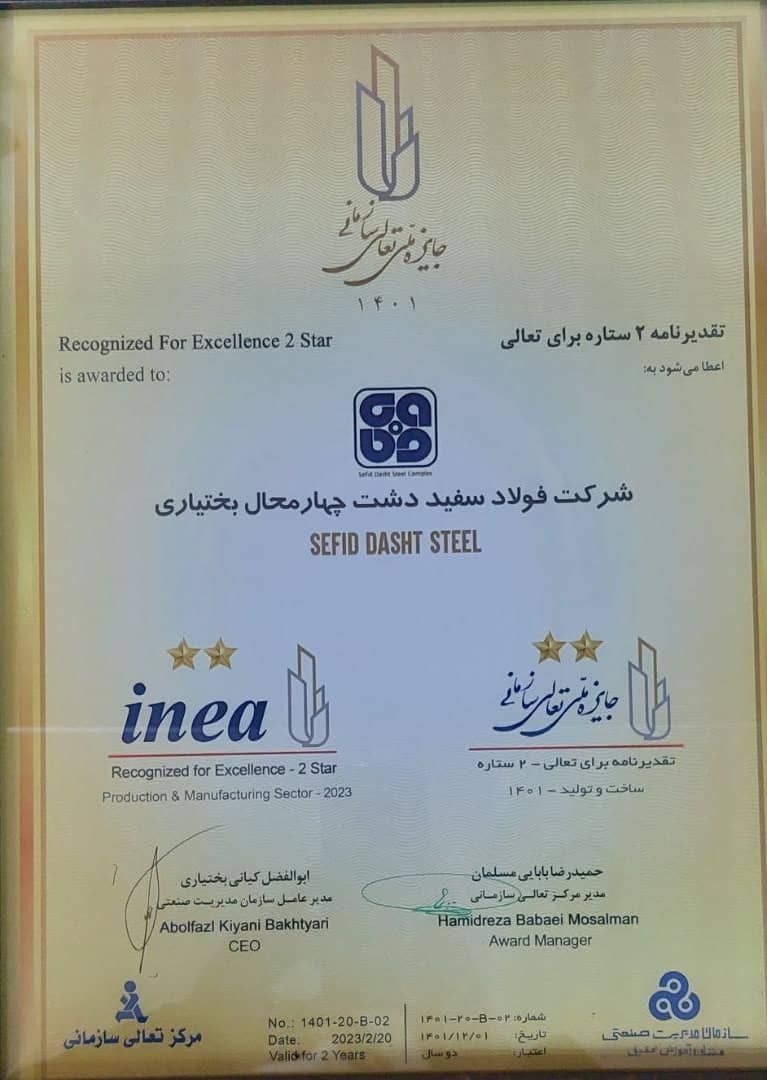 جایزه ملّی تعالی سازمانی
۱۴۰۱
Recognized For Excellence 2 Star
تقدیرنامه ۲ ستاره برای تعالی
is awarded to:
اعطا می‌شود به:
Sefid Dasht Steel Complex
شرکت فولاد سفید دشت چهارمحال بختیاری
SEFID DASHT STEEL
inea
Recognized for Excellence - 2 Star
Production & Manufacturing Sector - 2023
جایزه ملّی تعالی سازمانی
تقدیرنامه برای تعالی - ۲ ستاره
ساخت و تولید - ۱۴۰۱
ابوالفضل کیانی بختیاری
مدیر عامل سازمان مدیریت صنعتی
Abolfazl Kiyani Bakhtyari
CEO
حمیدرضا بابایی مسلمان
مدیر مرکز تعالی سازمانی
Hamidreza Babaei Mosalman
Award Manager
مرکز تعالی سازمانی
No.: 1401-20-B-02
Date: 2023/2/20
Valid for 2 Years
شماره: ۱۴۰۱-۲۰-B-۰۲
تاریخ: ۱۴۰۱/۱۲/۰۱
اعتبار: دو سال
سازمان مدیریت صنعتی
مشاوره آموزش تحقیق